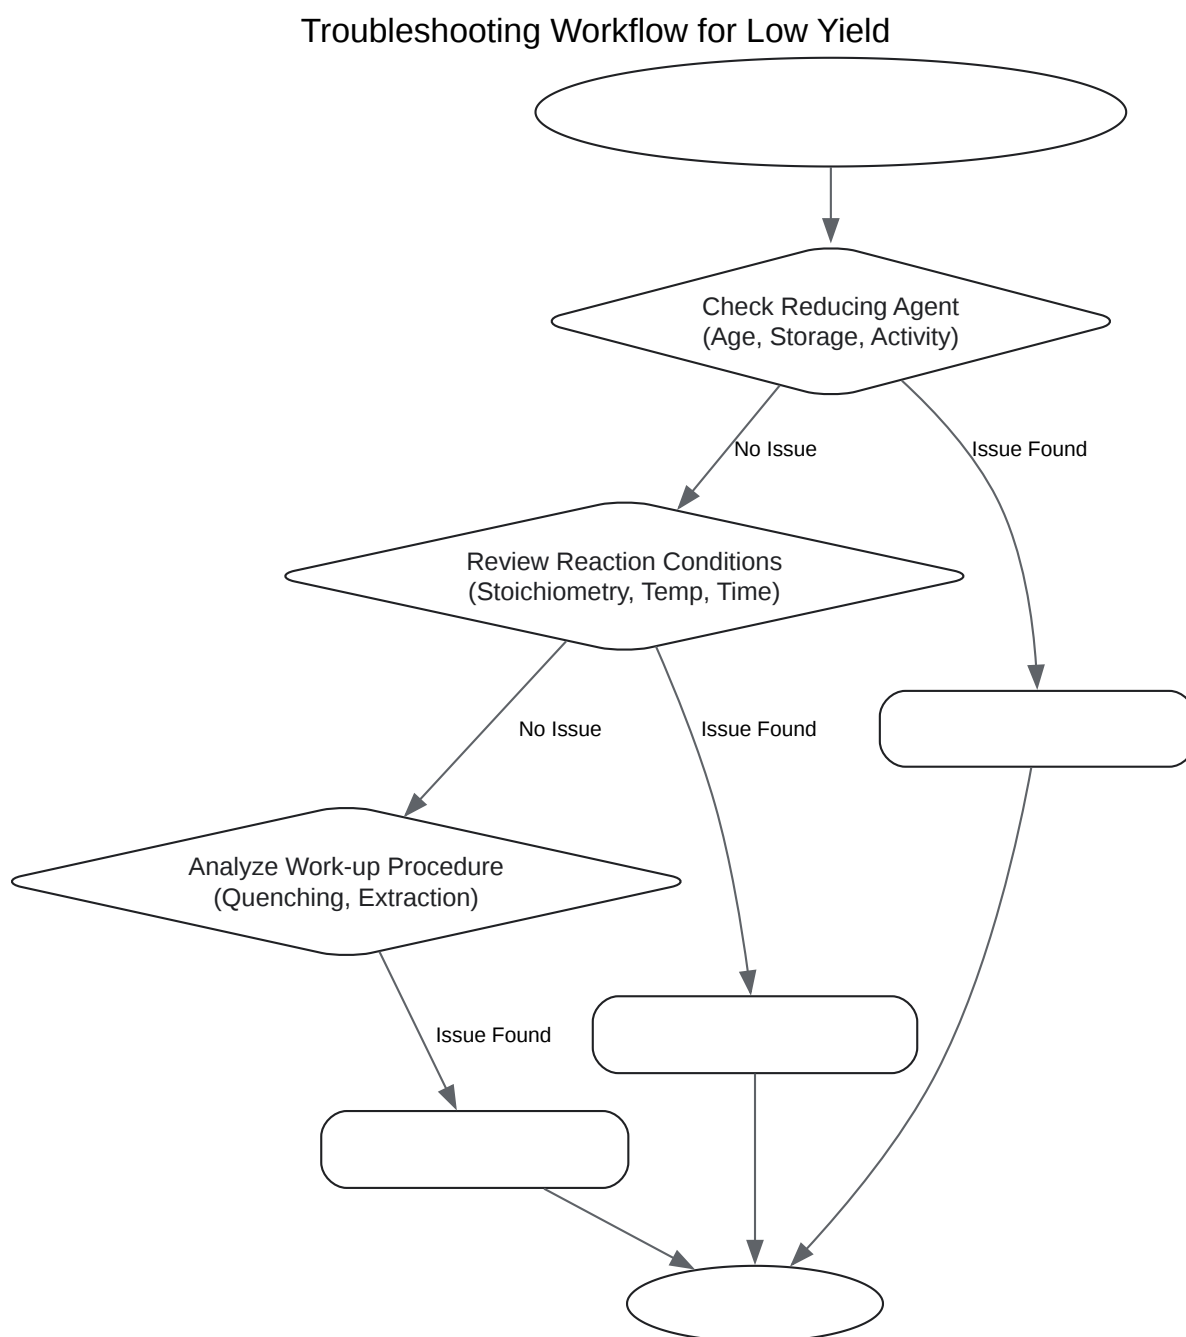 Troubleshooting Workflow for Low Yield
Check Reducing Agent
(Age, Storage, Activity)
No Issue
Issue Found
Review Reaction Conditions
(Stoichiometry, Temp, Time)
No Issue
Issue Found
Analyze Work-up Procedure
(Quenching, Extraction)
Issue Found